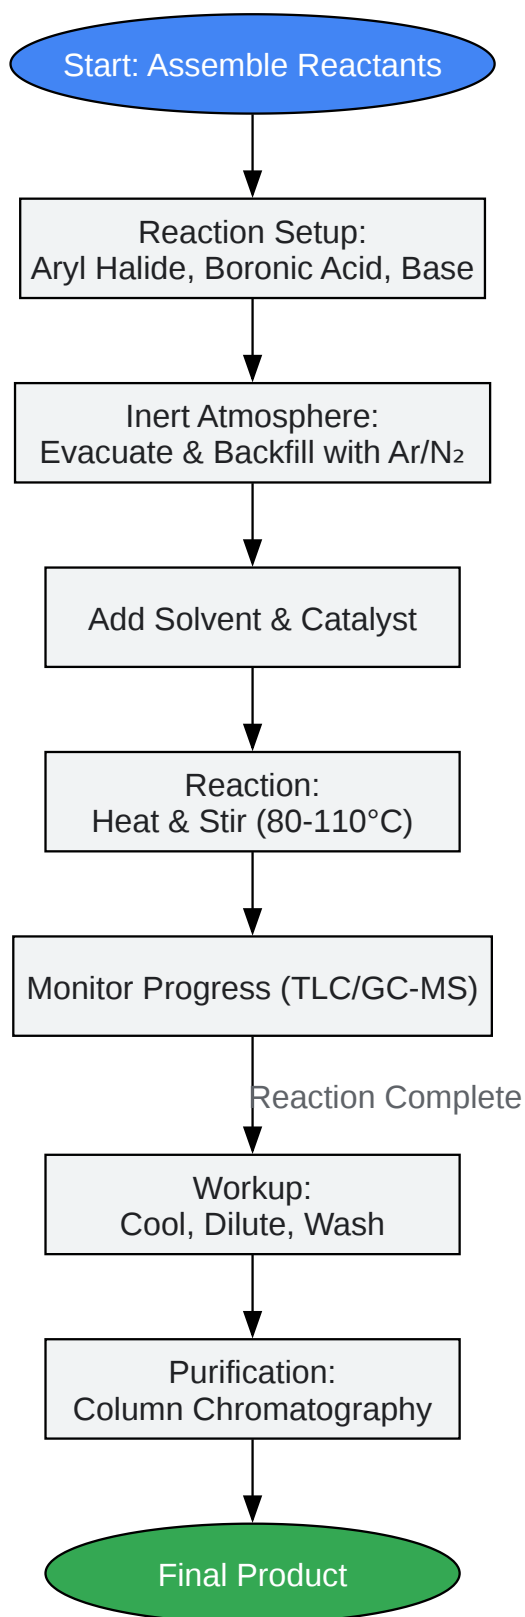 Start: Assemble Reactants
Reaction Setup:
Aryl Halide, Boronic Acid, Base
Inert Atmosphere:
Evacuate & Backfill with Ar/N₂
Add Solvent & Catalyst
Reaction:
Heat & Stir (80-110°C)
Monitor Progress (TLC/GC-MS)
Reaction Complete
Workup:
Cool, Dilute, Wash
Purification:
Column Chromatography
Final Product